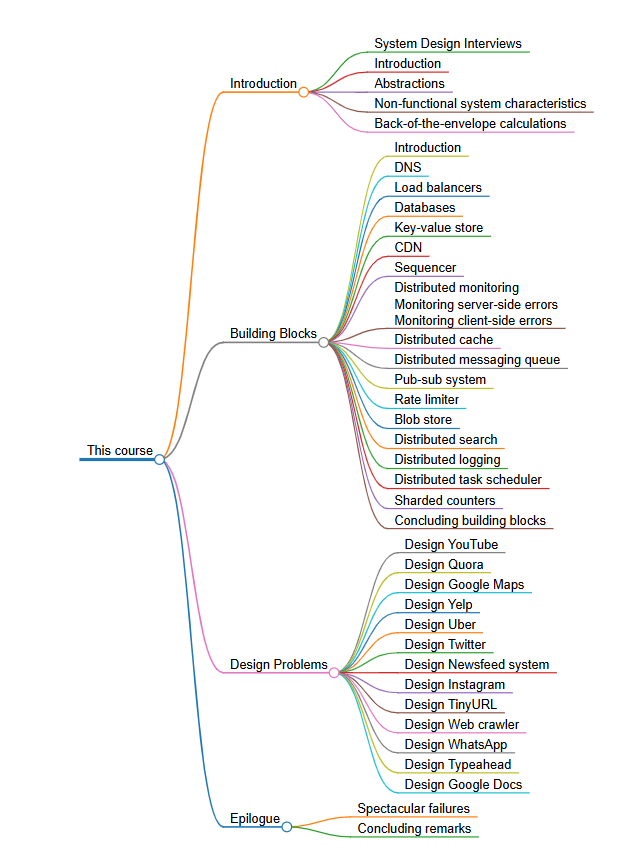 System Design Interviews
Introduction
Introduction
Abstractions
Non-functional system characteristics
Back-of-the-envelope calculations
Introduction
DNS
Load balancers
Databases
Key-value store
CDN
Sequencer
Distributed monitoring
Monitoring server-side errors
Building Blocks
Monitoring client-side errors
Distributed cache
Distributed messaging queue
Pub-sub system
Rate limiter
Blob store
Distributed search
This course
Distributed logging
Distributed task scheduler
Sharded counters
Concluding building blocks
Design YouTube
Design Quora
Design Google Maps
Design Yelp
Design Uber
Design Twitter
Design Problems
Design Newsfeed system
Design Instagram
Design TinyURL
Design Web crawler
Design WhatsApp
Design Typeahead
Design Google Docs
Epilogue
Spectacular failures
Concluding remarks